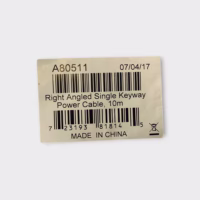 A80511 07/04/17
Right Angled Single Keyway
Power Cable, 10m
7 23193 81814 5
MADE IN CHINA